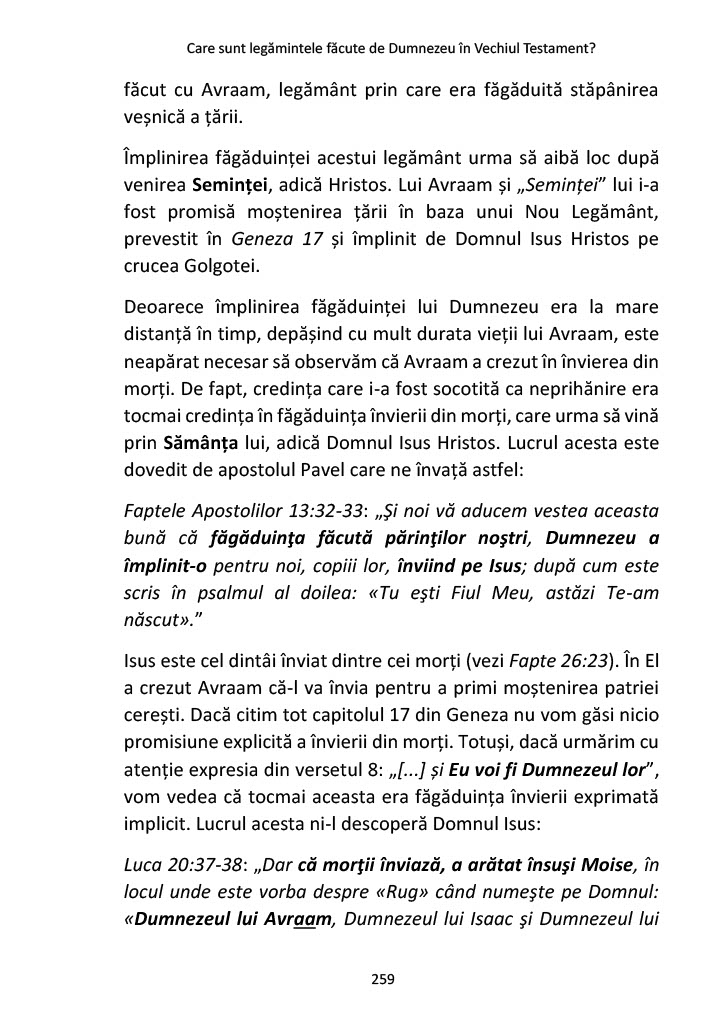 Care sunt legămintele făcute de Dumnezeu în Vechiul Testament?
făcut cu Avraam, legământ prin care era făgăduită stăpânirea
veșnică a țării.
Împlinirea făgăduinței acestui legământ urma să aibă loc după
venirea Seminței, adică Hristos. Lui Avraam și „Seminței” lui i-a
fost promisă moștenirea țării în baza unui Nou Legământ,
prevestit în Geneza 17 și împlinit de Domnul Isus Hristos pe
crucea Golgotei.
Deoarece împlinirea făgăduinței lui Dumnezeu era la mare
distanță în timp, depășind cu mult durata vieții lui Avraam, este
neapărat necesar să observăm că Avraam a crezut în învierea din
morți. De fapt, credința care i-a fost socotită ca neprihănire era
tocmai credința în făgăduința învierii din morți, care urma să vină
prin Sămânța lui, adică Domnul Isus Hristos. Lucrul acesta este
dovedit de apostolul Pavel care ne învață astfel:
Faptele Apostolilor 13:32-33: „Şi noi vă aducem vestea aceasta
bună că făgăduinţa făcută părinţilor noştri, Dumnezeu a
împlinit-o pentru noi, copiii lor, înviind pe Isus; după cum este
scris în psalmul al doilea: «Tu eşti Fiul Meu, astăzi Te-am
născut».”
Isus este cel dintâi înviat dintre cei morți (vezi Fapte 26:23). În El
a crezut Avraam că-l va învia pentru a primi moștenirea patriei
cerești. Dacă citim tot capitolul 17 din Geneza nu vom găsi nicio
promisiune explicită a învierii din morți. Totuși, dacă urmărim cu
atenție expresia din versetul 8: „[...] și Eu voi fi Dumnezeul lor”,
vom vedea că tocmai aceasta era făgăduința învierii exprimată
implicit. Lucrul acesta ni-l descoperă Domnul Isus:
Luca 20:37-38: „Dar că morţii înviază, a arătat însuşi Moise, în
locul unde este vorba despre «Rug» când numeşte pe Domnul:
«Dumnezeul lui Avraam, Dumnezeul lui Isaac şi Dumnezeul lui
259